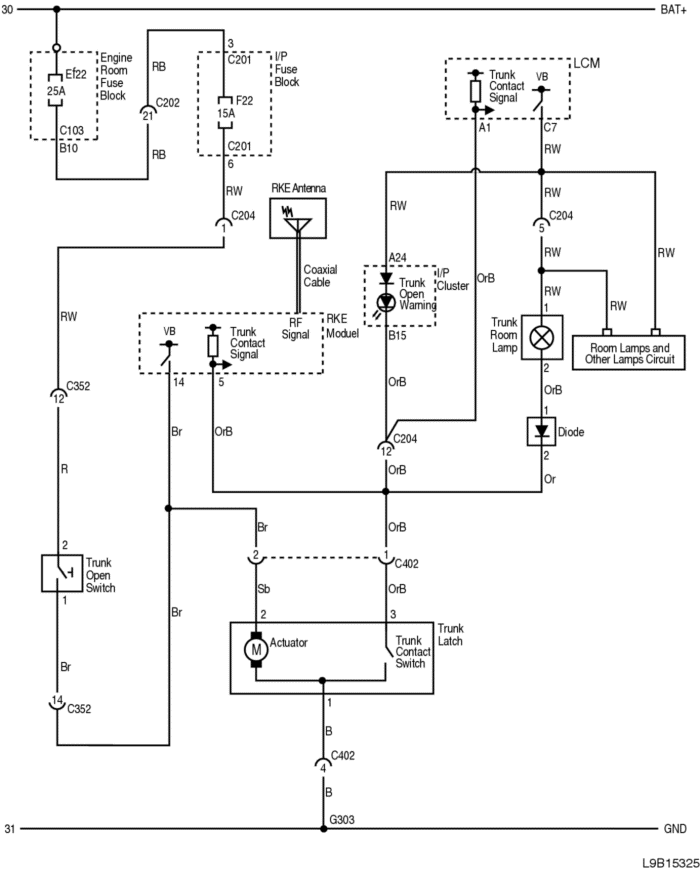 30
BAT+
Engine
Room
Fuse
Block
Ef22
25A
C103
B10
RB
C202
21
RB
3
C201
I/P
Fuse
Block
F22
15A
C201
6
RW
C204
1
LCM
Trunk
Contact
Signal
VB
A1
C7
RW
RKE Antenna
Coaxial
Cable
RW
A24
I/P
Cluster
Trunk
Open
Warning
B15
OrB
OrB
RW
C204
5
RW
RW
RW
RW
1
Trunk
Room
Lamp
2
Room Lamps and
Other Lamps Circuit
RW
VB
Trunk
Contact
Signal
RF
Signal
RKE
Moduel
14
5
C352
12
Br
OrB
C204
12
OrB
OrB
1
Diode
2
Or
R
Br
OrB
2
1
C402
2
Trunk
Open
Switch
1
Sb
OrB
Br
2
3
Trunk
Latch
Actuator
M
Trunk
Contact
Switch
Br
14
C352
1
B
C402
4
B
31
G303
GND
L9B15325